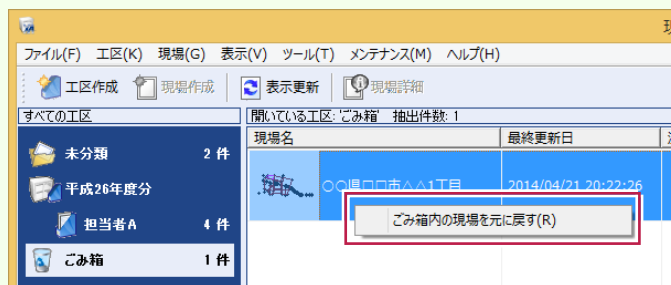 現
ファイル(F) 工区(K) 現場(G) 表示(V) ツール(T) メンテナンス(M) ヘルプ(H)
工区作成 現場作成 表示更新 現場詳細
すべての工区
開いている工区:'ごみ箱' 抽出件数: 1
現場名 最終更新日
未分類 2 件
〇〇県口口市△△1丁目 2014/04/21 20:22:26
平成26年度分
ごみ箱内の現場を元に戻す(R)
担当者A 4 件
ごみ箱 1 件